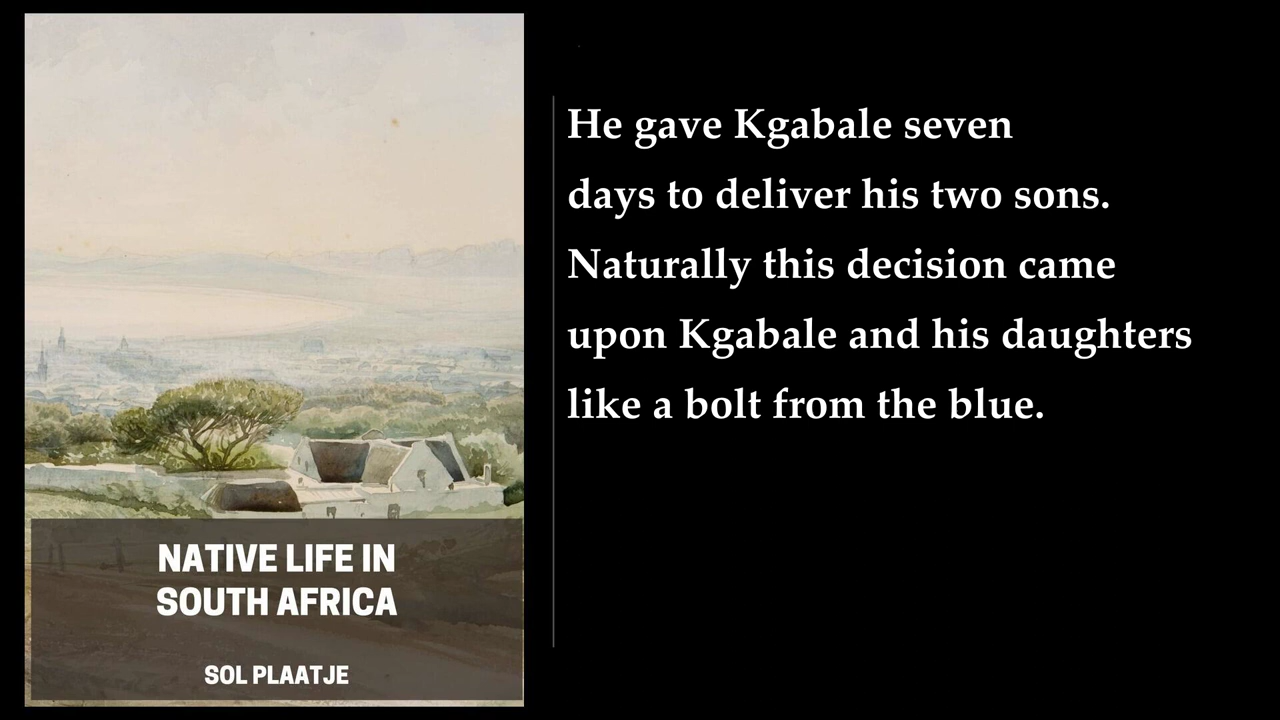 He gave Kgabale seven
days to deliver his two sons.
Naturally this decision came
upon Kgabale and his daughters
like a bolt from the blue.
NATIVE LIFE IN
SOUTH AFRICA
SOL PLAATJE